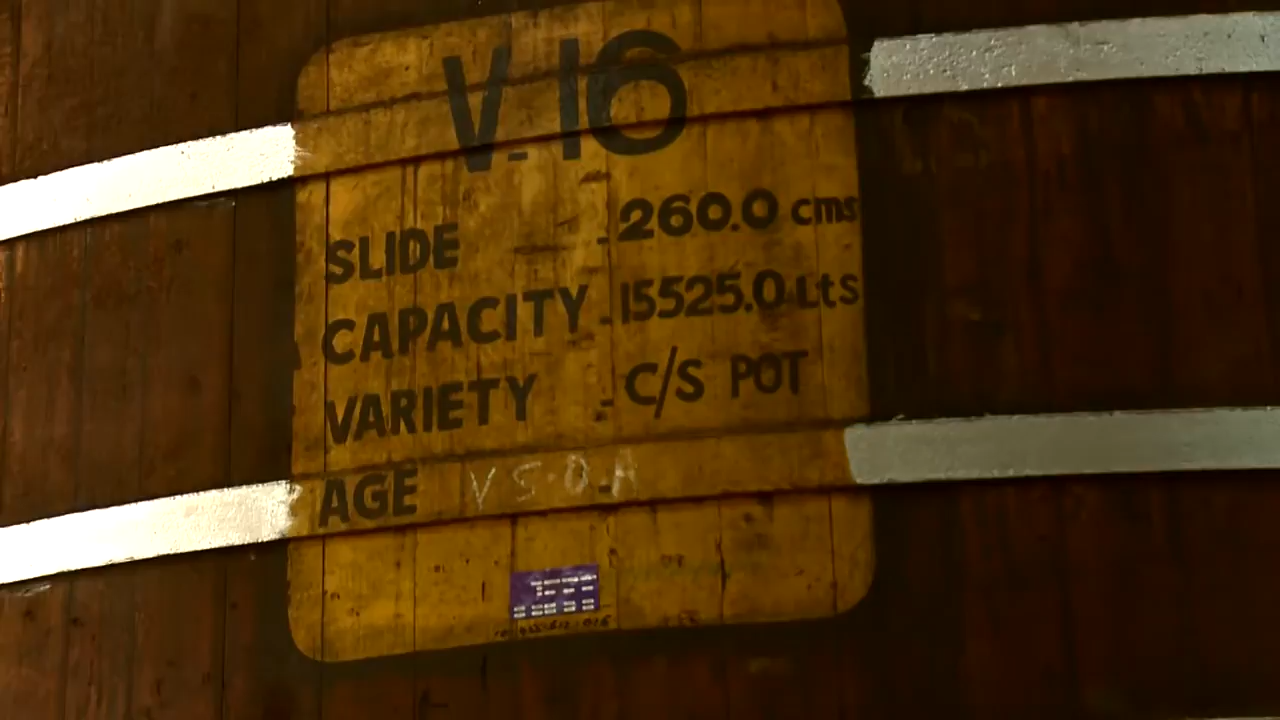 V.16
SLIDE - 260.0 cms
CAPACITY - 15525.0 Lts
VARIETY - C/S POT
AGE - V S.O.A